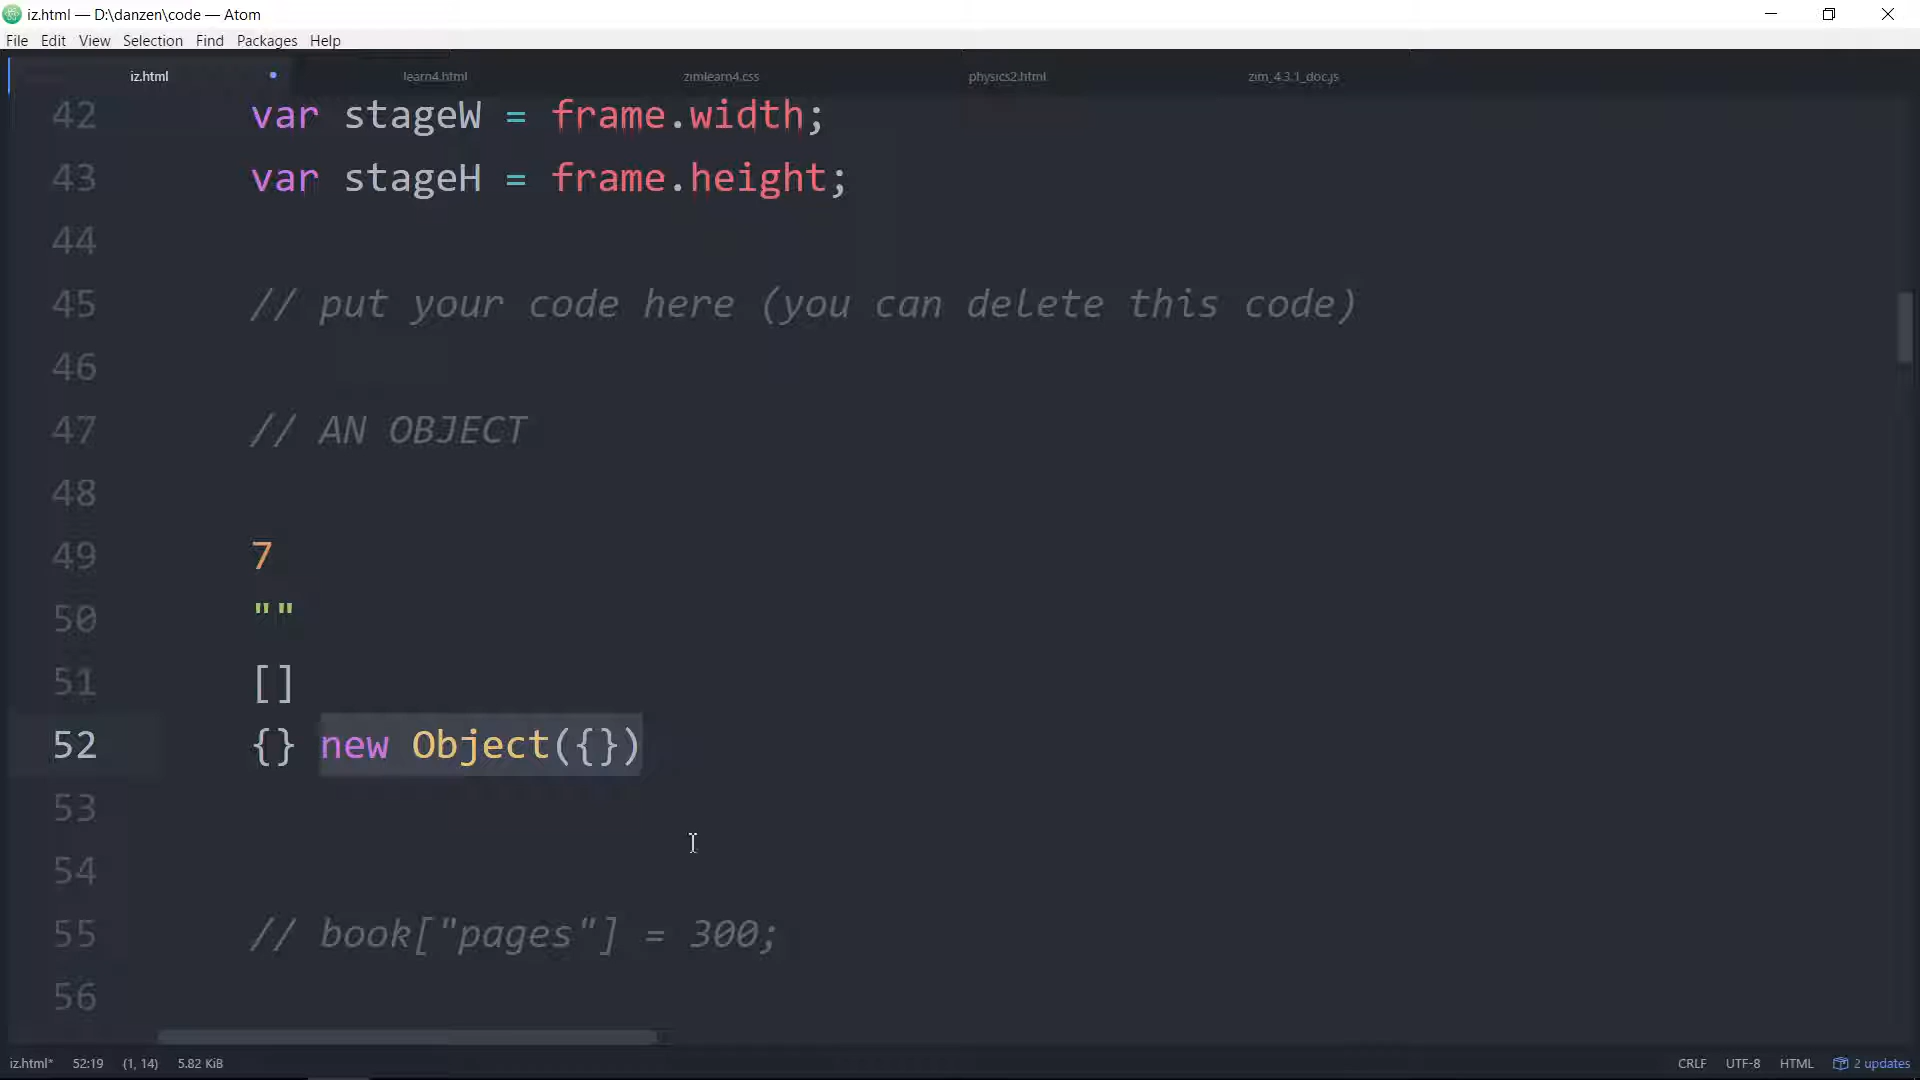 iz.html — D:\danzen\code — Atom
File Edit View Selection Find Packages Help
iz.html learn4.html zimlearn4.css physics2.html zim_4.3.1_doc.js
42 var stageW = frame.width;
43 var stageH = frame.height;
44
45 // put your code here (you can delete this code)
46
47 // AN OBJECT
48
49 7
50 ""
51 []
52 {} new Object({})
53
54
55 // book["pages"] = 300;
56
iz.html* 52:19 (1, 14) 5.82 KiB CRLF UTF-8 HTML 2 updates